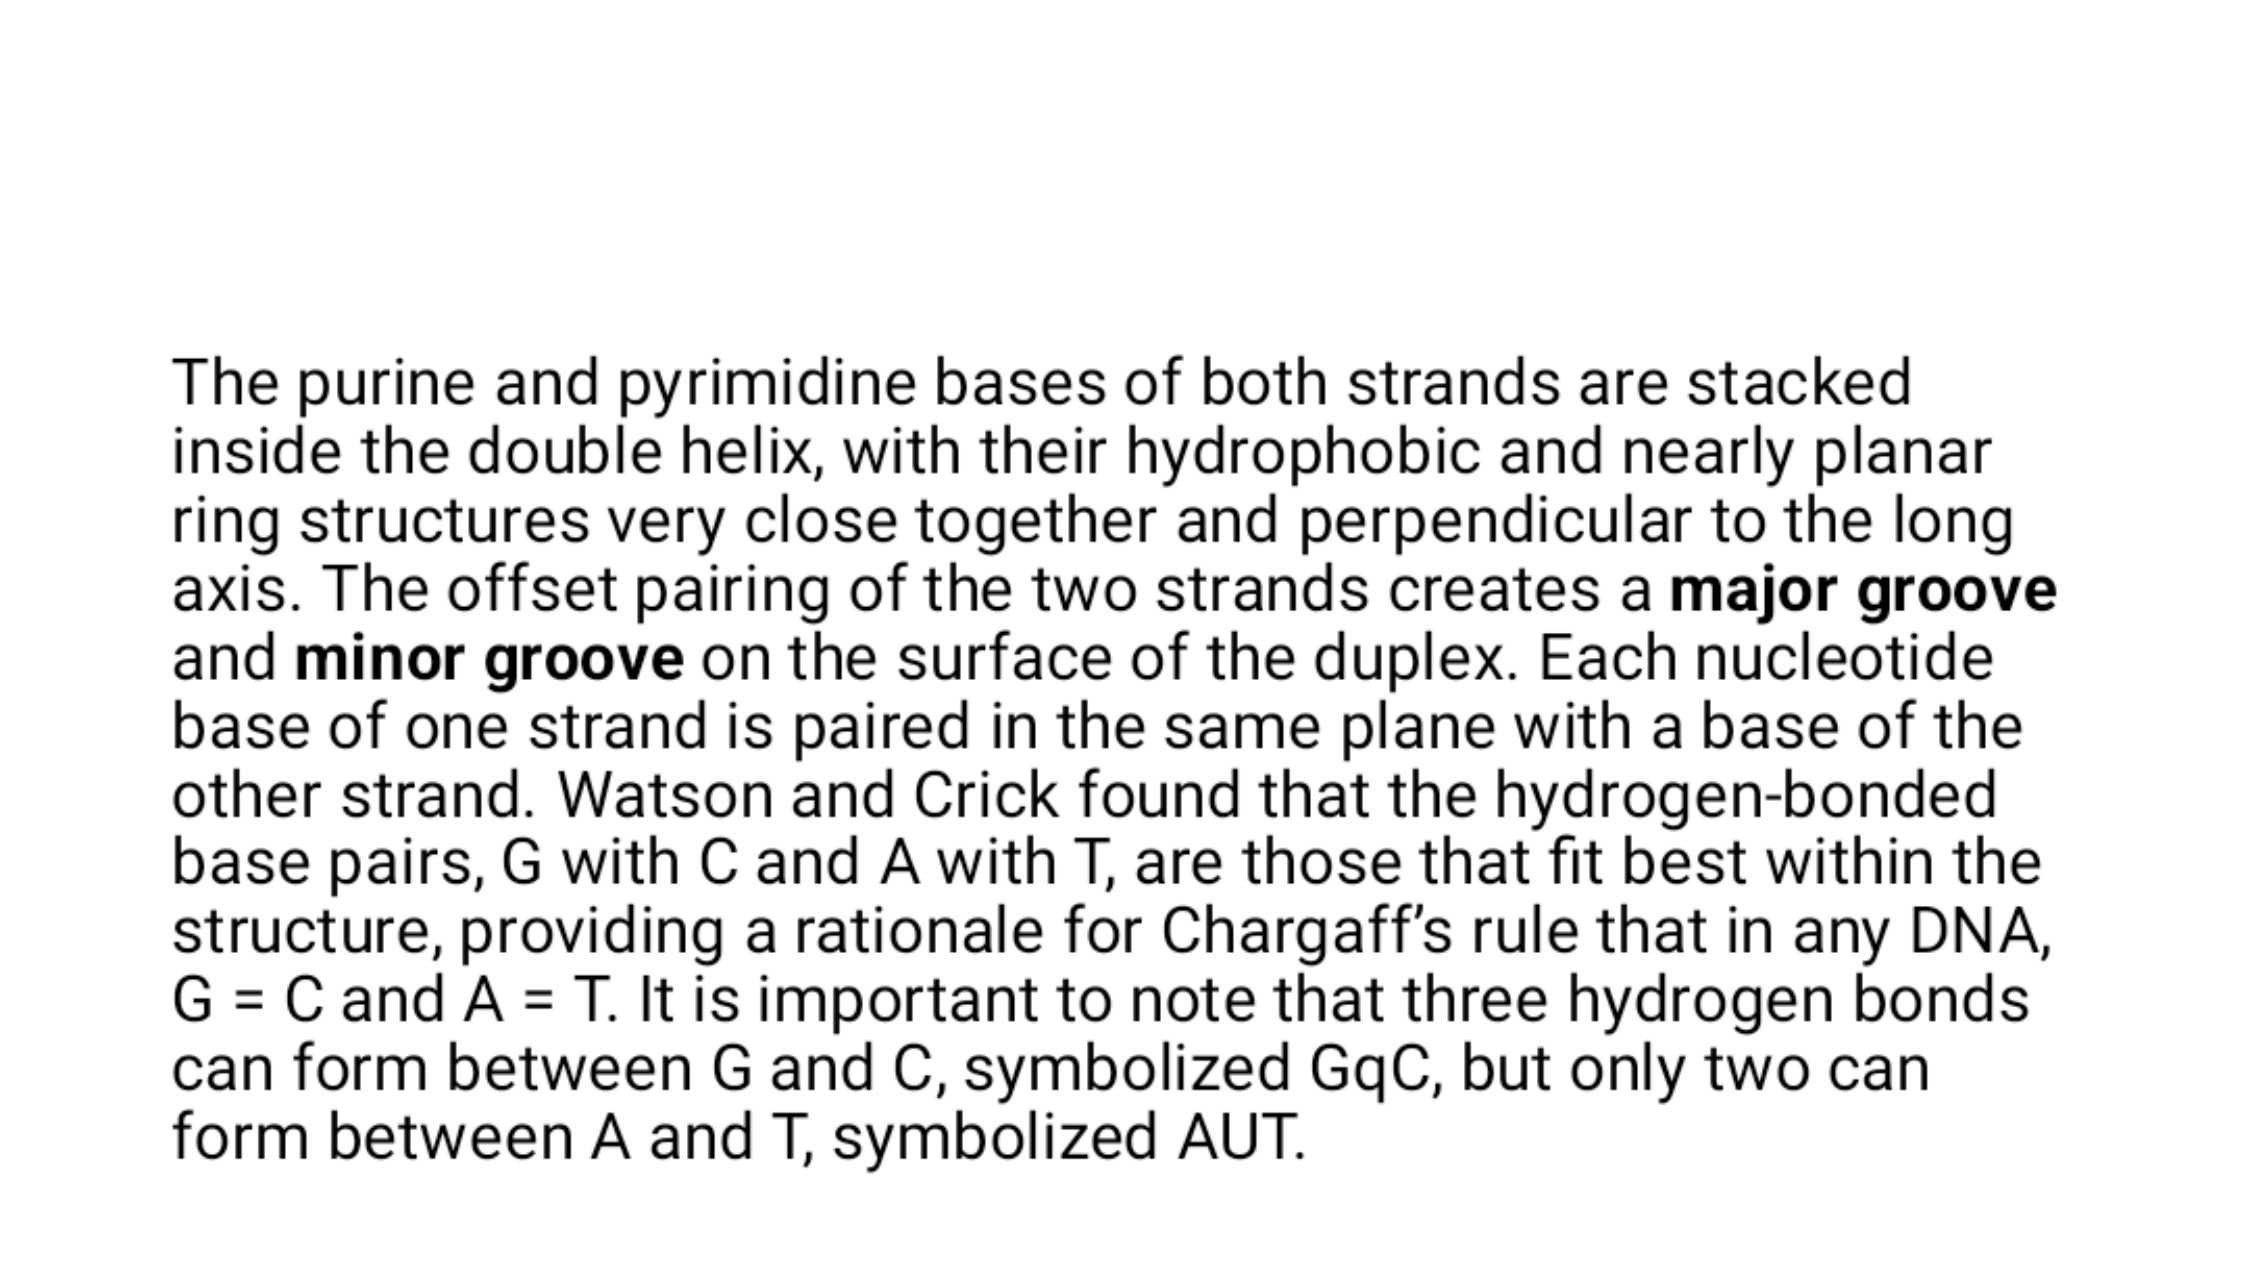 The purine and pyrimidine bases of both strands are stacked
inside the double helix, with their hydrophobic and nearly planar
ring structures very close together and perpendicular to the long
axis. The offset pairing of the two strands creates a major groove
and minor groove on the surface of the duplex. Each nucleotide
base of one strand is paired in the same plane with a base of the
other strand. Watson and Crick found that the hydrogen-bonded
base pairs, G with C and A with T, are those that fit best within the
structure, providing a rationale for Chargaff’s rule that in any DNA,
G = C and A = T. It is important to note that three hydrogen bonds
can form between G and C, symbolized GqC, but only two can
form between A and T, symbolized AUT.